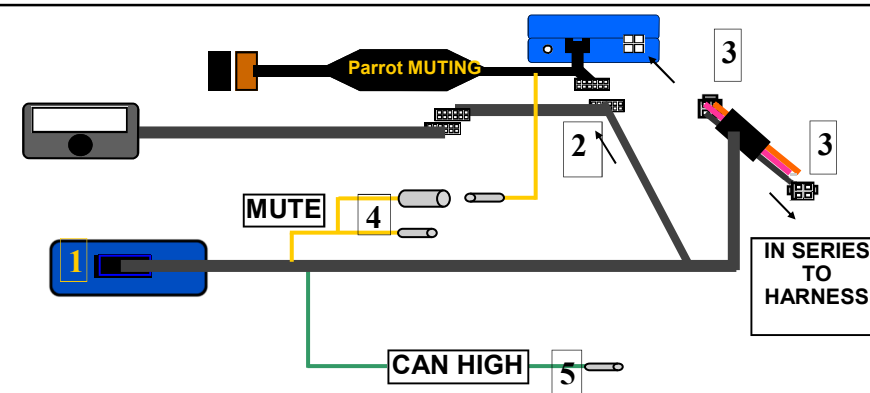 Parrot MUTING
3
2
3
MUTE
4
1
IN SERIES
TO
HARNESS
CAN HIGH
5